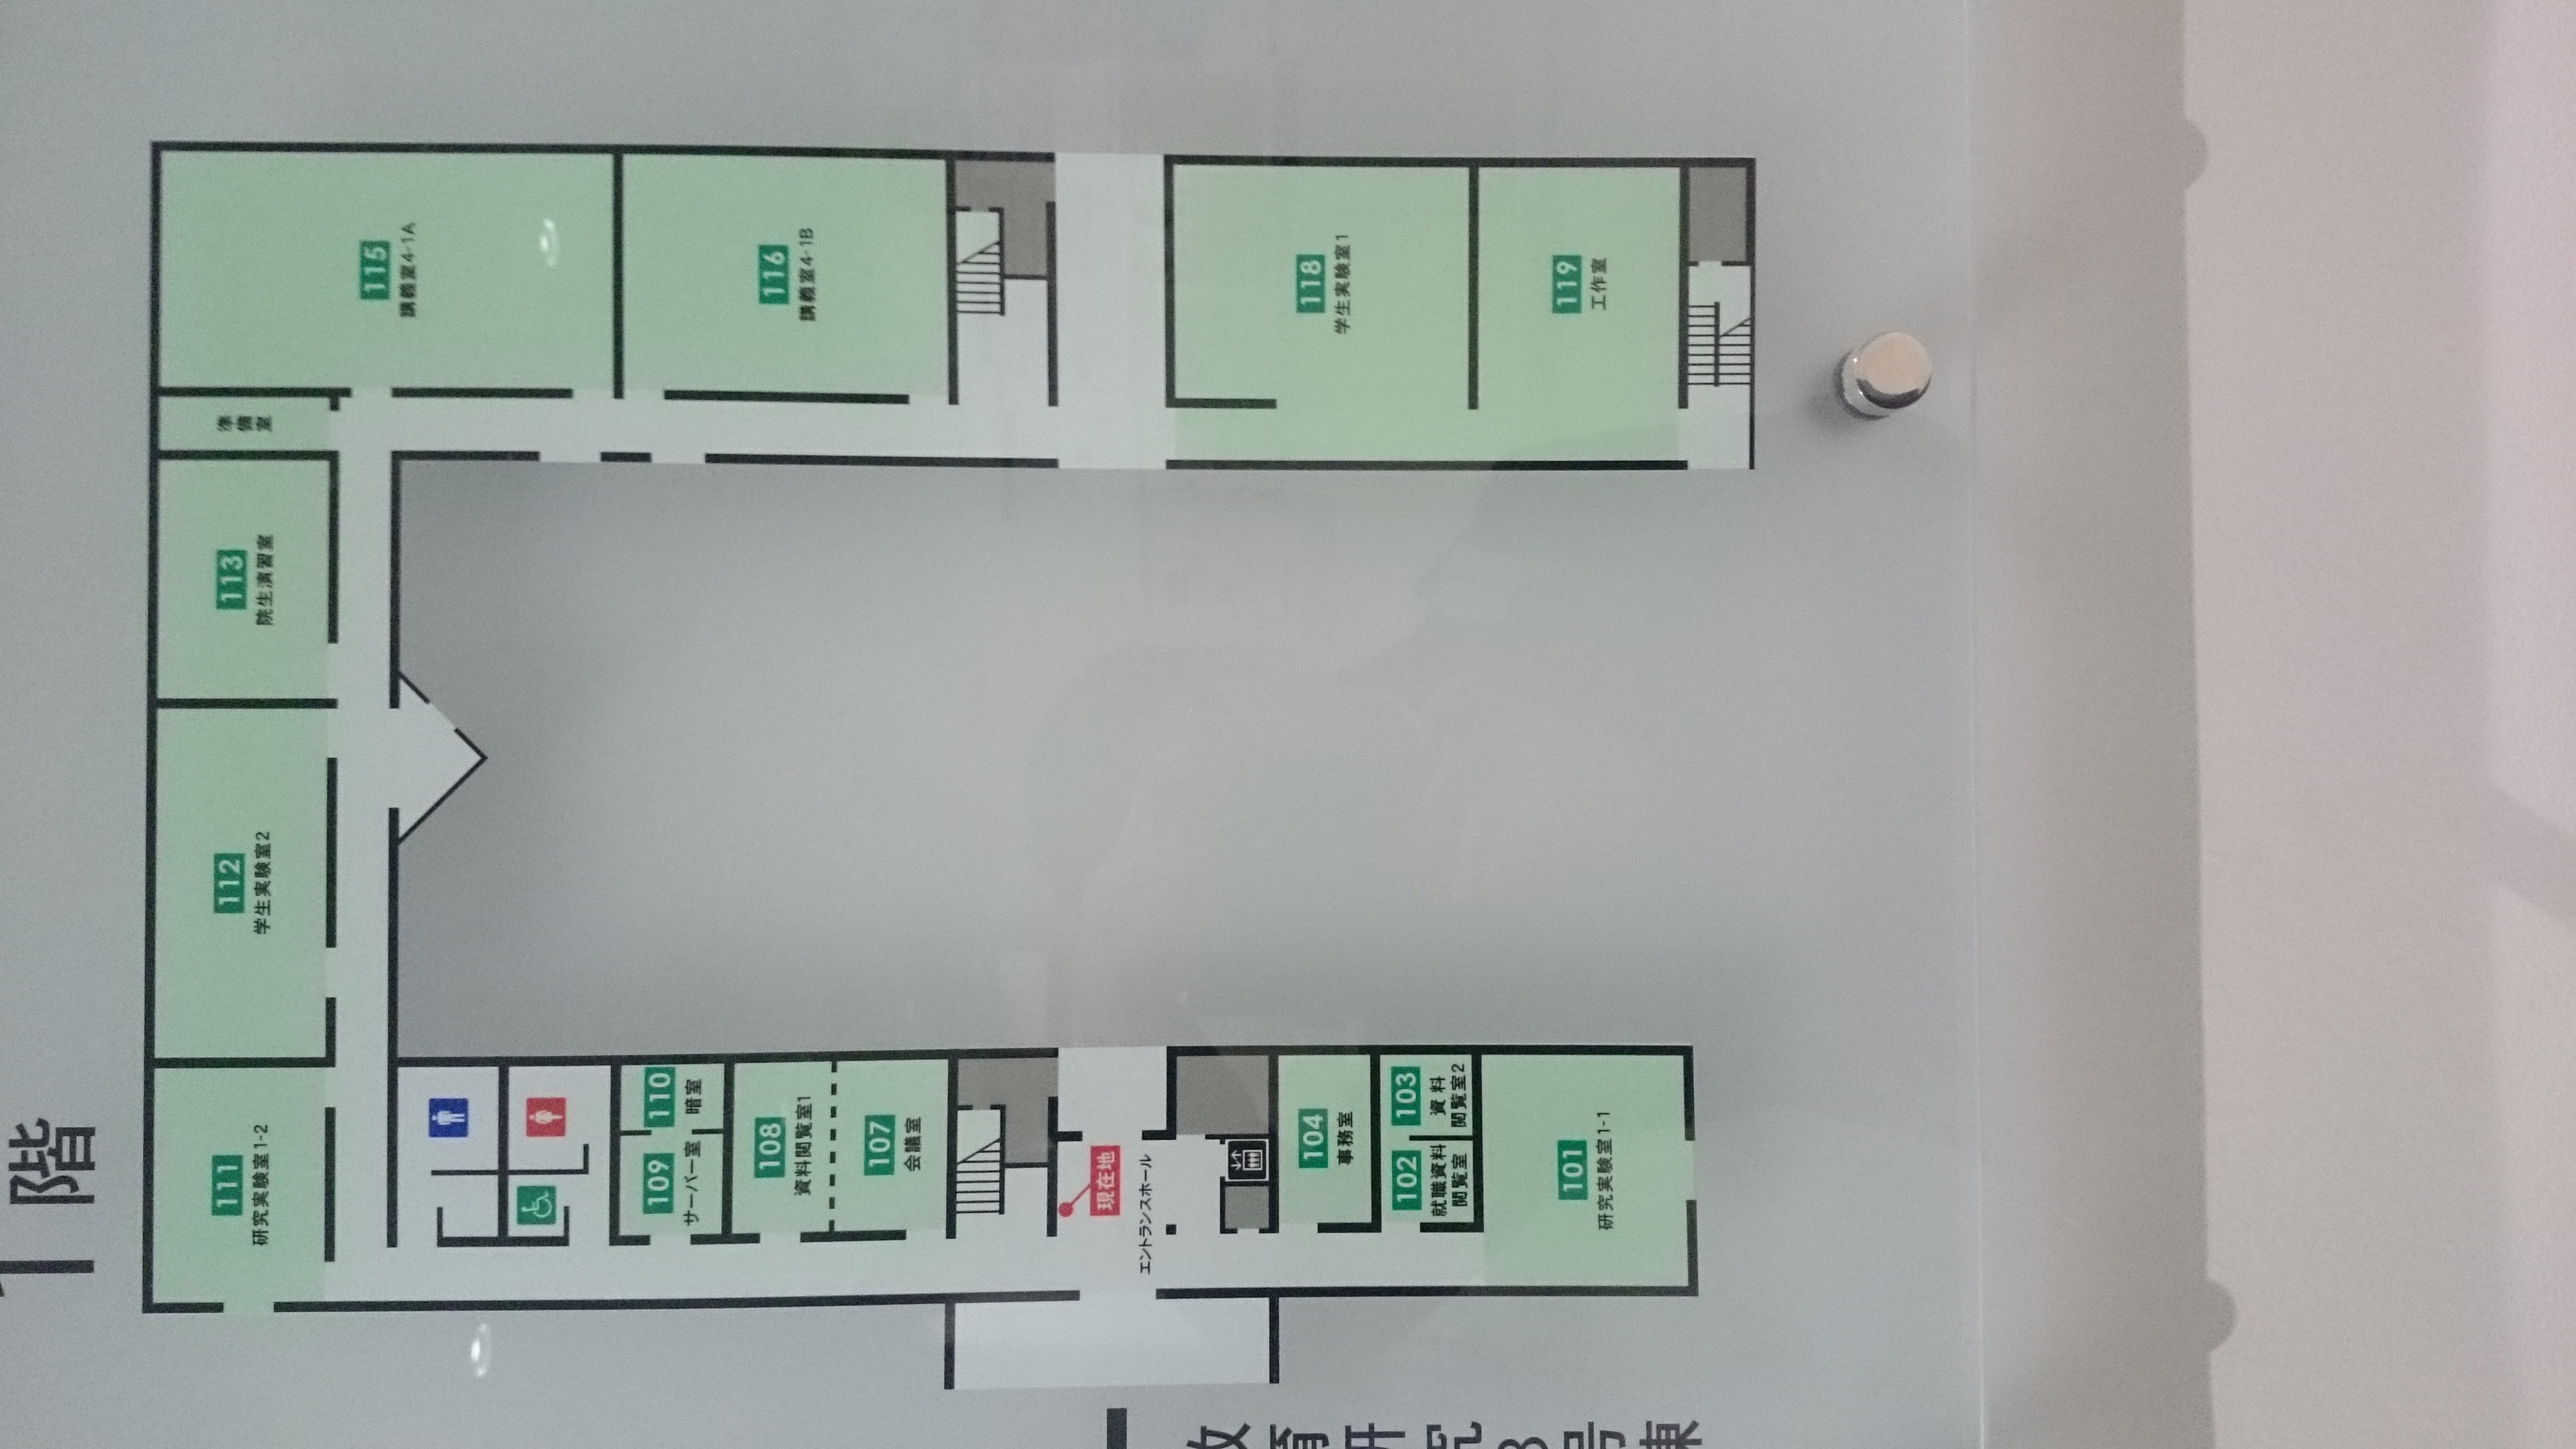 1 階
111
研究実験室1-2
112
学生実験室2
113
院生演習室
準備室
115
講義室4-1A
109
サーバー室
110
暗室
108
資料閲覧室1
107
会議室
116
講義室4-1B
現在地
エントランスホール
104
事務室
102
就職資料
閲覧室
103
資 料
閲覧室2
101
研究実験室1-1
118
学生実験室1
119
工作室
教育研究8号棟